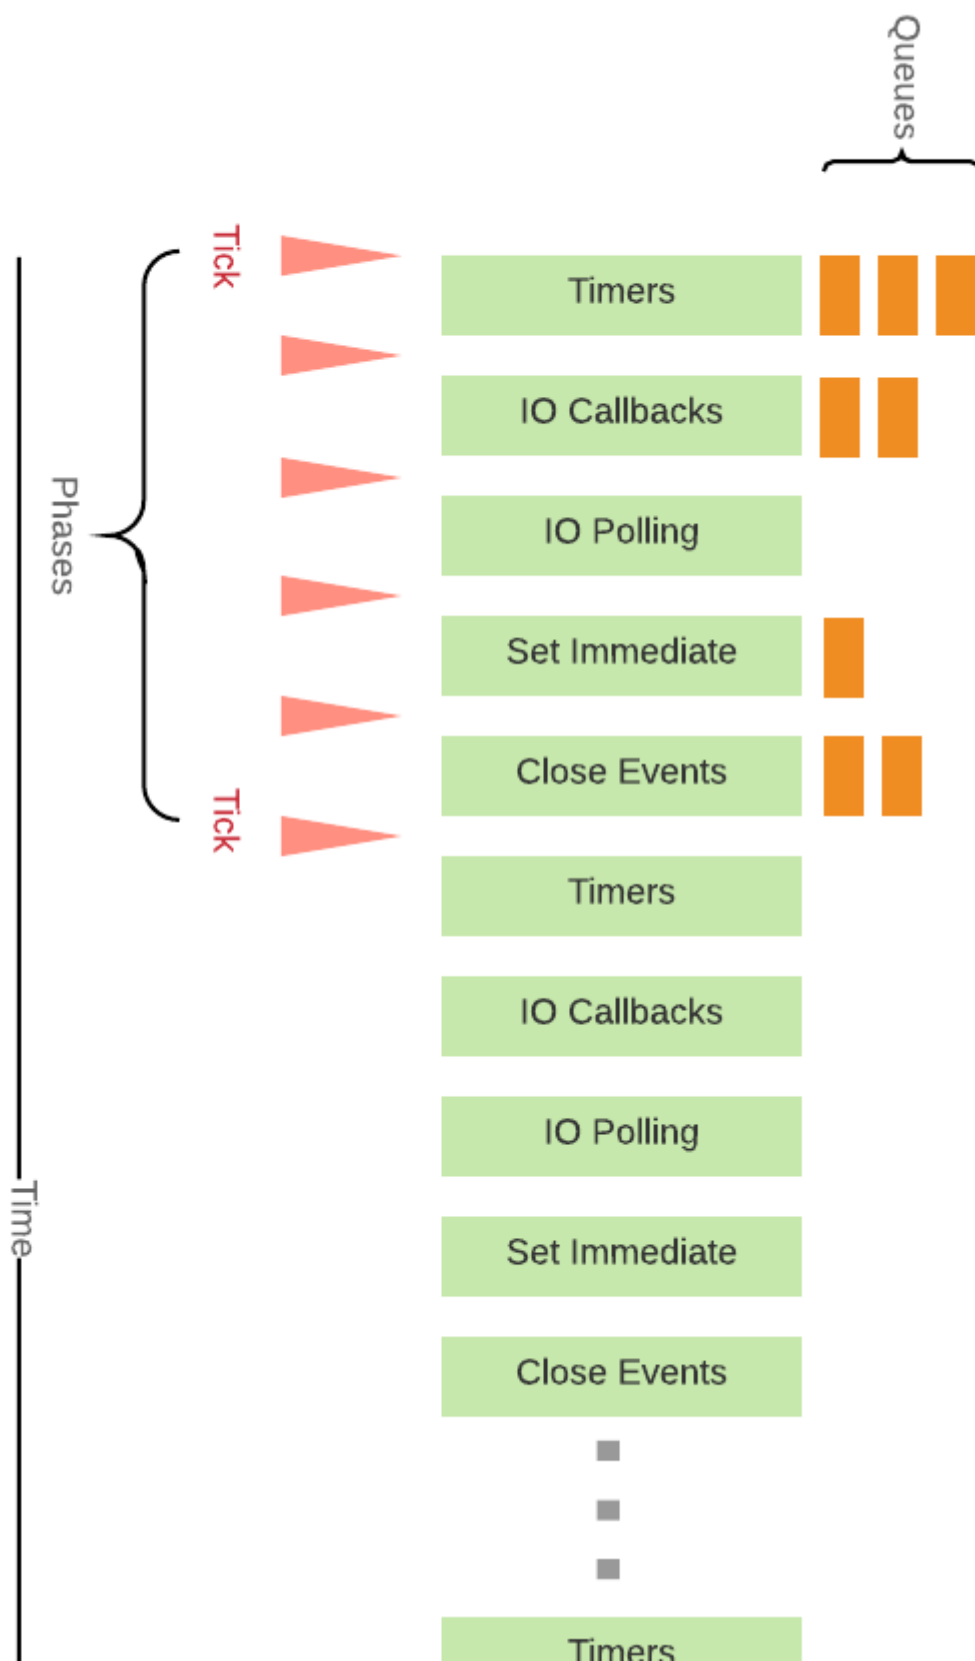 Queues
Tick
Timers
IO Callbacks
Phases
IO Polling
Set Immediate
Close Events
Tick
Timers
IO Callbacks
IO Polling
Time
Set Immediate
Close Events
Timers